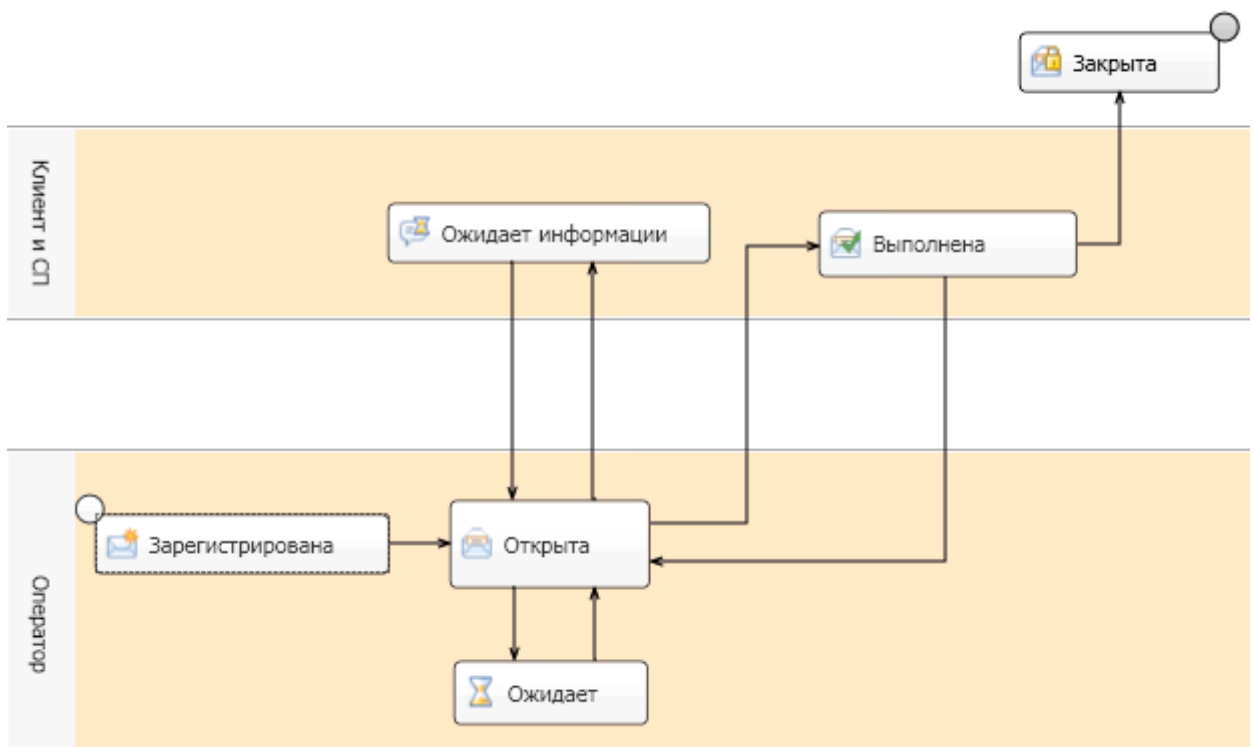 Закрыта
Клиент и СП
Ожидает информации
Выполнена
Оператор
Зарегистрирована
Открыта
Ожидает